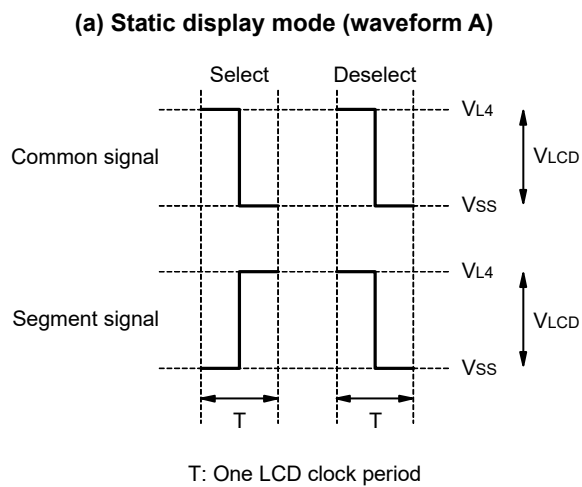 (a) Static display mode (waveform A)
Select Deselect
VL4
Common signal
VLCD
VSS
VL4
Segment signal
VLCD
VSS
T T
T: One LCD clock period